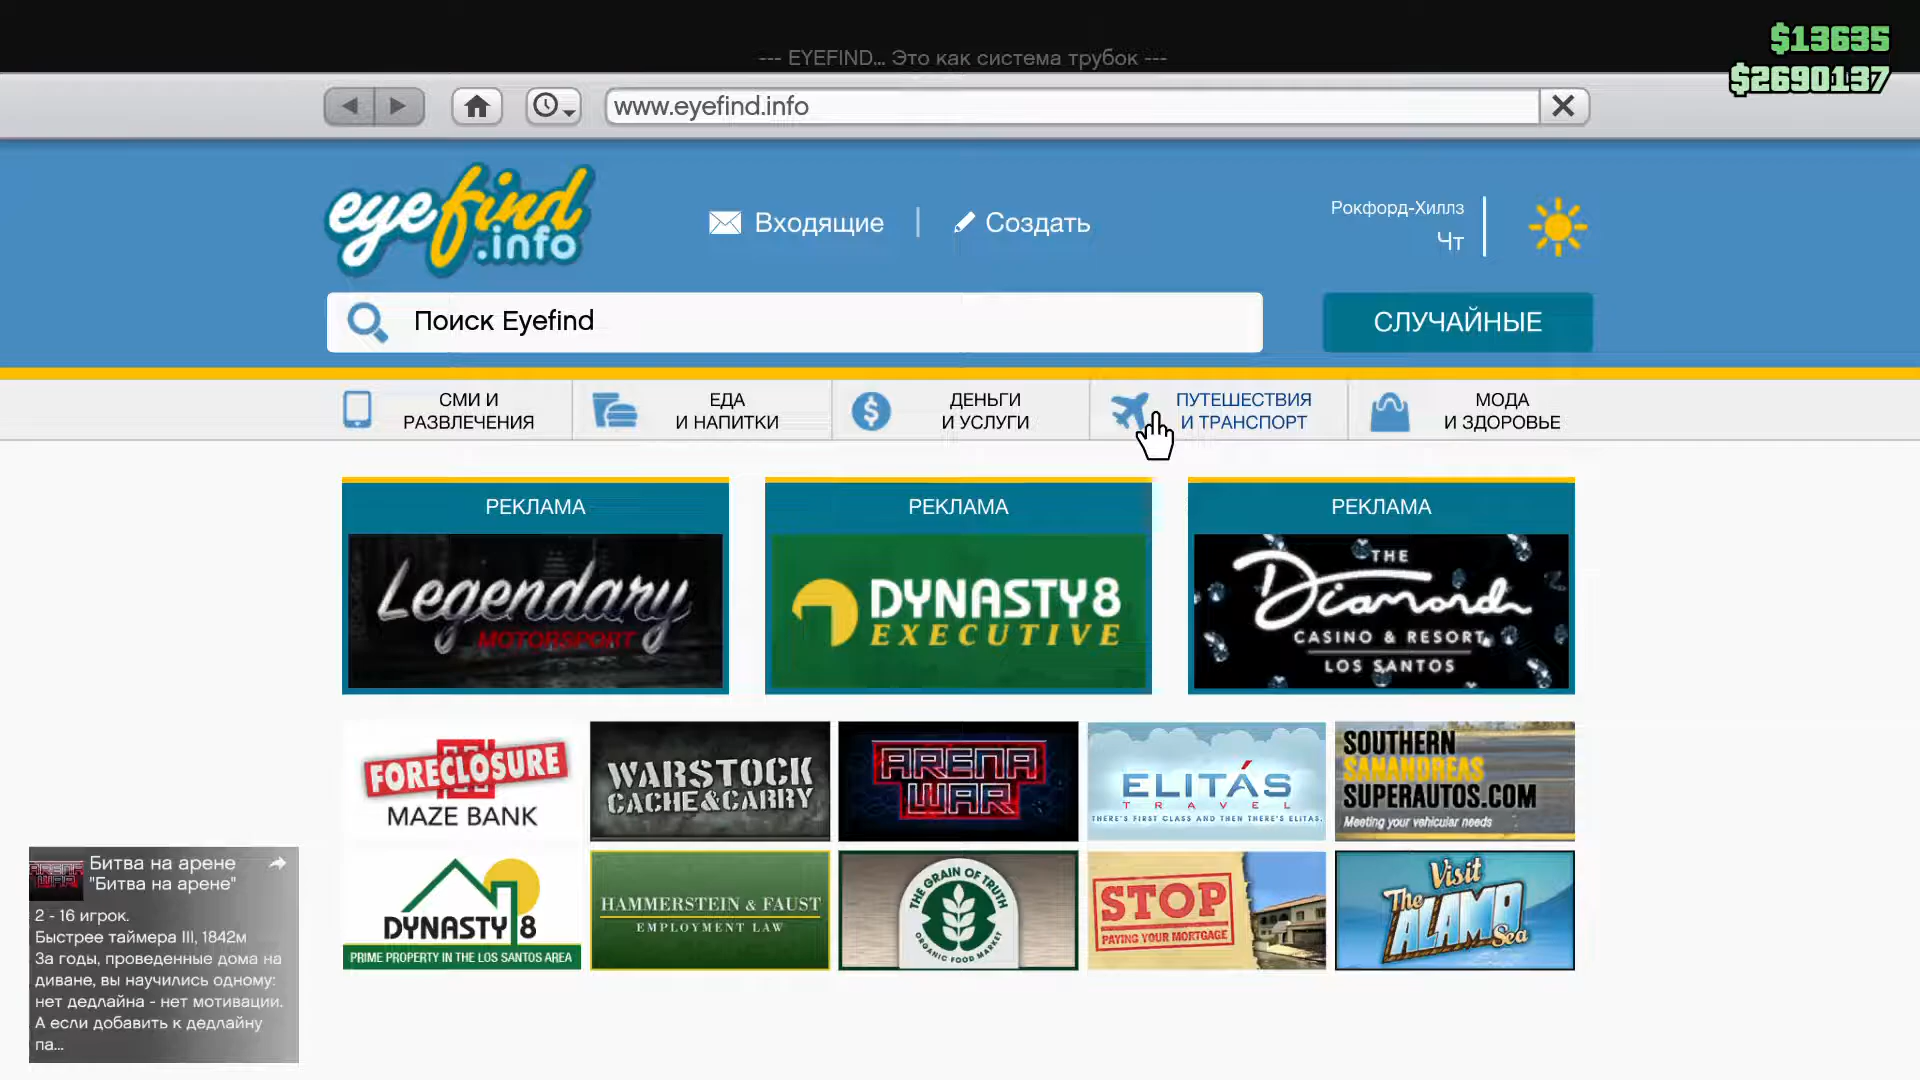 --- EYEFIND... Это как система трубок ---
$13635
$2690137
www.eyefind.info
eyefind
.info
Входящие
Создать
Рокфорд-Хиллз
Чт
Поиск Eyefind
СЛУЧАЙНЫЕ
СМИ И
РАЗВЛЕЧЕНИЯ
ЕДА
И НАПИТКИ
ДЕНЬГИ
И УСЛУГИ
ПУТЕШЕСТВИЯ
И ТРАНСПОРТ
МОДА
И ЗДОРОВЬЕ
РЕКЛАМА
Legendary
MOTORSPORT
РЕКЛАМА
DYNASTY8
EXECUTIVE
РЕКЛАМА
THE
Diamond
CASINO & RESORT
LOS SANTOS
FORECLOSURE
MAZE BANK
WARSTOCK
CACHE&CARRY
ARENA
WAR
ELITÁS
TRAVEL
THERE'S FIRST CLASS AND THEN THERE'S ELITAS.
SOUTHERN
SANANDREAS
SUPERAUTOS.COM
Meeting your vehicular needs
DYNASTY 8
PRIME PROPERTY IN THE LOS SANTOS AREA
HAMMERSTEIN & FAUST
EMPLOYMENT LAW
THE GRAIN OF TRUTH
ORGANIC FOOD MARKET
STOP
PAYING YOUR MORTGAGE
Visit
The
ALAMO
Sea
ARENA
WAR
Битва на арене
"Битва на арене"
2 - 16 игрок.
Быстрее таймера III, 1842м
За годы, проведенные дома на
диване, вы научились одному:
нет дедлайна - нет мотивации.
А если добавить к дедлайну
па...